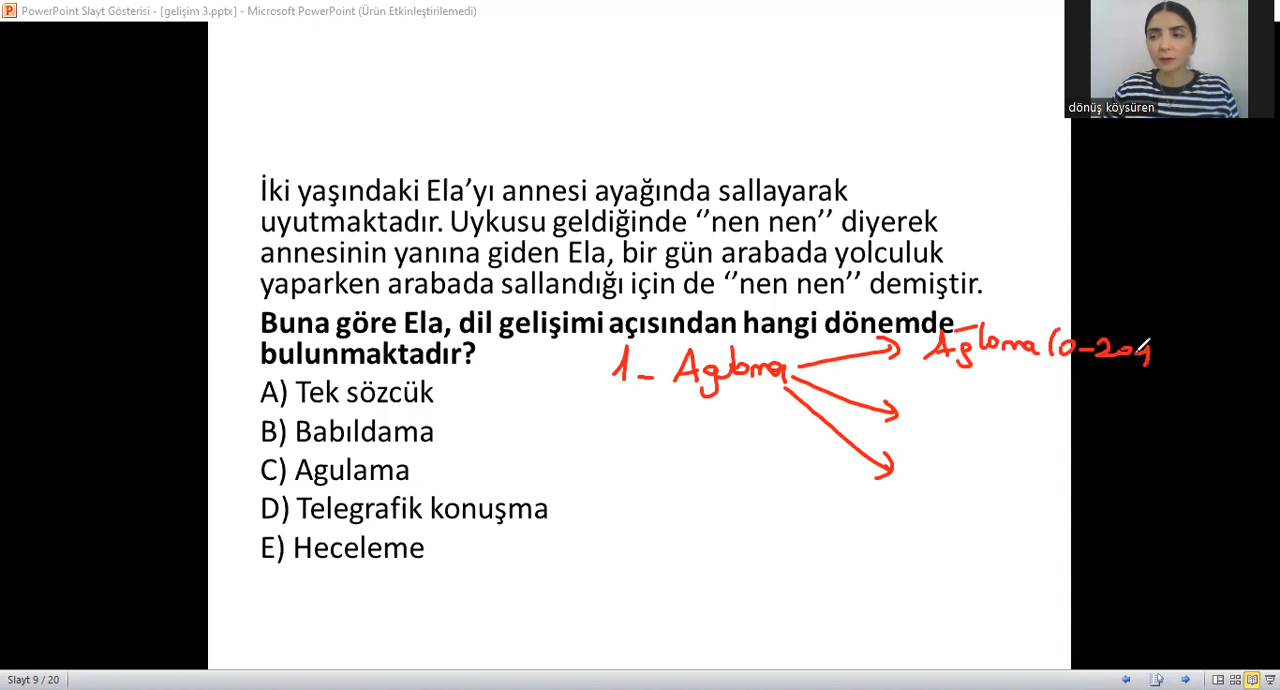 PowerPoint Slayt Gösterisi - [gelişim 3.pptx] - Microsoft PowerPoint (Ürün Etkinleştirilemedi)
dönüş köysüren
İki yaşındaki Ela’yı annesi ayağında sallayarak
uyutmaktadır. Uykusu geldiğinde ‘’nen nen’’ diyerek
annesinin yanına giden Ela, bir gün arabada yolculuk
yaparken arabada sallandığı için de ‘’nen nen’’ demiştir.
Buna göre Ela, dil gelişimi açısından hangi dönemde
bulunmaktadır?
1- Agulama
Ağlama (0-2
A) Tek sözcük
B) Babıldama
C) Agulama
D) Telegrafik konuşma
E) Heceleme
Slayt 9 / 20